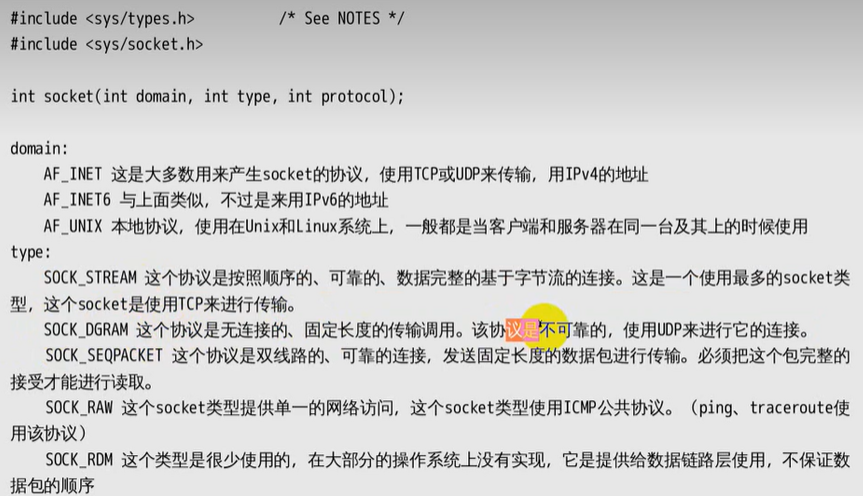 #include <sys/types.h>          /* See NOTES */
#include <sys/socket.h>
int socket(int domain, int type, int protocol);
domain:
AF_INET 这是大多数用来产生socket的协议，使用TCP或UDP来传输，用IPv4的地址
AF_INET6 与上面类似，不过是来用IPv6的地址
AF_UNIX 本地协议，使用在Unix和Linux系统上，一般都是当客户端和服务器在同一台及其上的时候使用
type:
SOCK_STREAM 这个协议是按照顺序的、可靠的、数据完整的基于字节流的连接。这是一个使用最多的socket类
型，这个socket是使用TCP来进行传输。
SOCK_DGRAM 这个协议是无连接的、固定长度的传输调用。该协议是不可靠的，使用UDP来进行它的连接。
SOCK_SEQPACKET 这个协议是双线路的、可靠的连接，发送固定长度的数据包进行传输。必须把这个包完整的
接受才能进行读取。
SOCK_RAW 这个socket类型提供单一的网络访问，这个socket类型使用ICMP公共协议。（ping、traceroute使
用该协议）
SOCK_RDM 这个类型是很少使用的，在大部分的操作系统上没有实现，它是提供给数据链路层使用，不保证数
据包的顺序